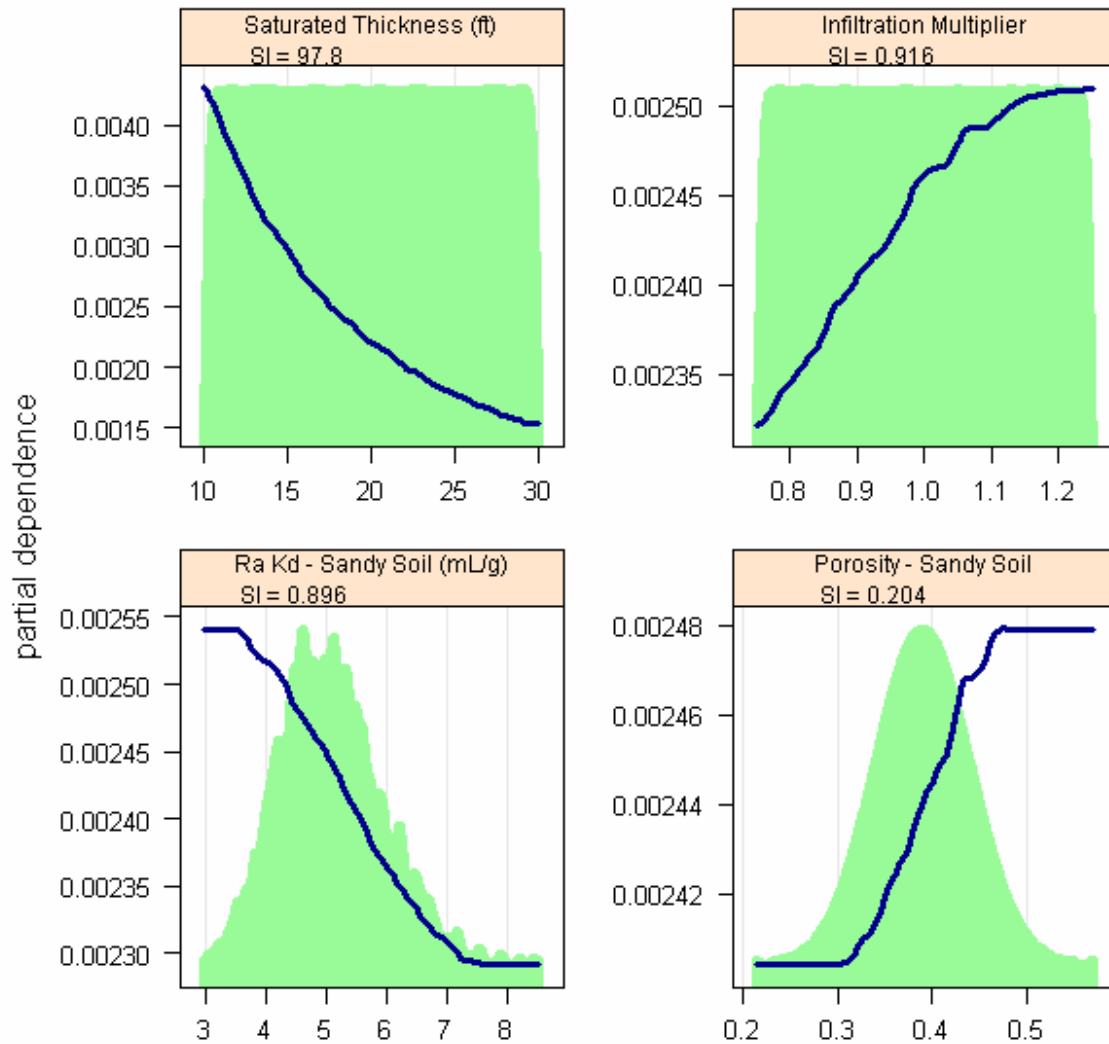 Saturated Thickness (ft)
SI = 97.8
Infiltration Multiplier
SI = 0.916
0.0040
0.0035
0.0030
0.0025
0.0020
0.0015
10 15 20 25 30
0.00250
0.00245
0.00240
0.00235
0.8 0.9 1.0 1.1 1.2
partial dependence
Ra Kd - Sandy Soil (mL/g)
SI = 0.896
Porosity - Sandy Soil
SI = 0.204
0.00255
0.00250
0.00245
0.00240
0.00235
0.00230
3 4 5 6 7 8
0.00248
0.00246
0.00244
0.00242
0.2 0.3 0.4 0.5